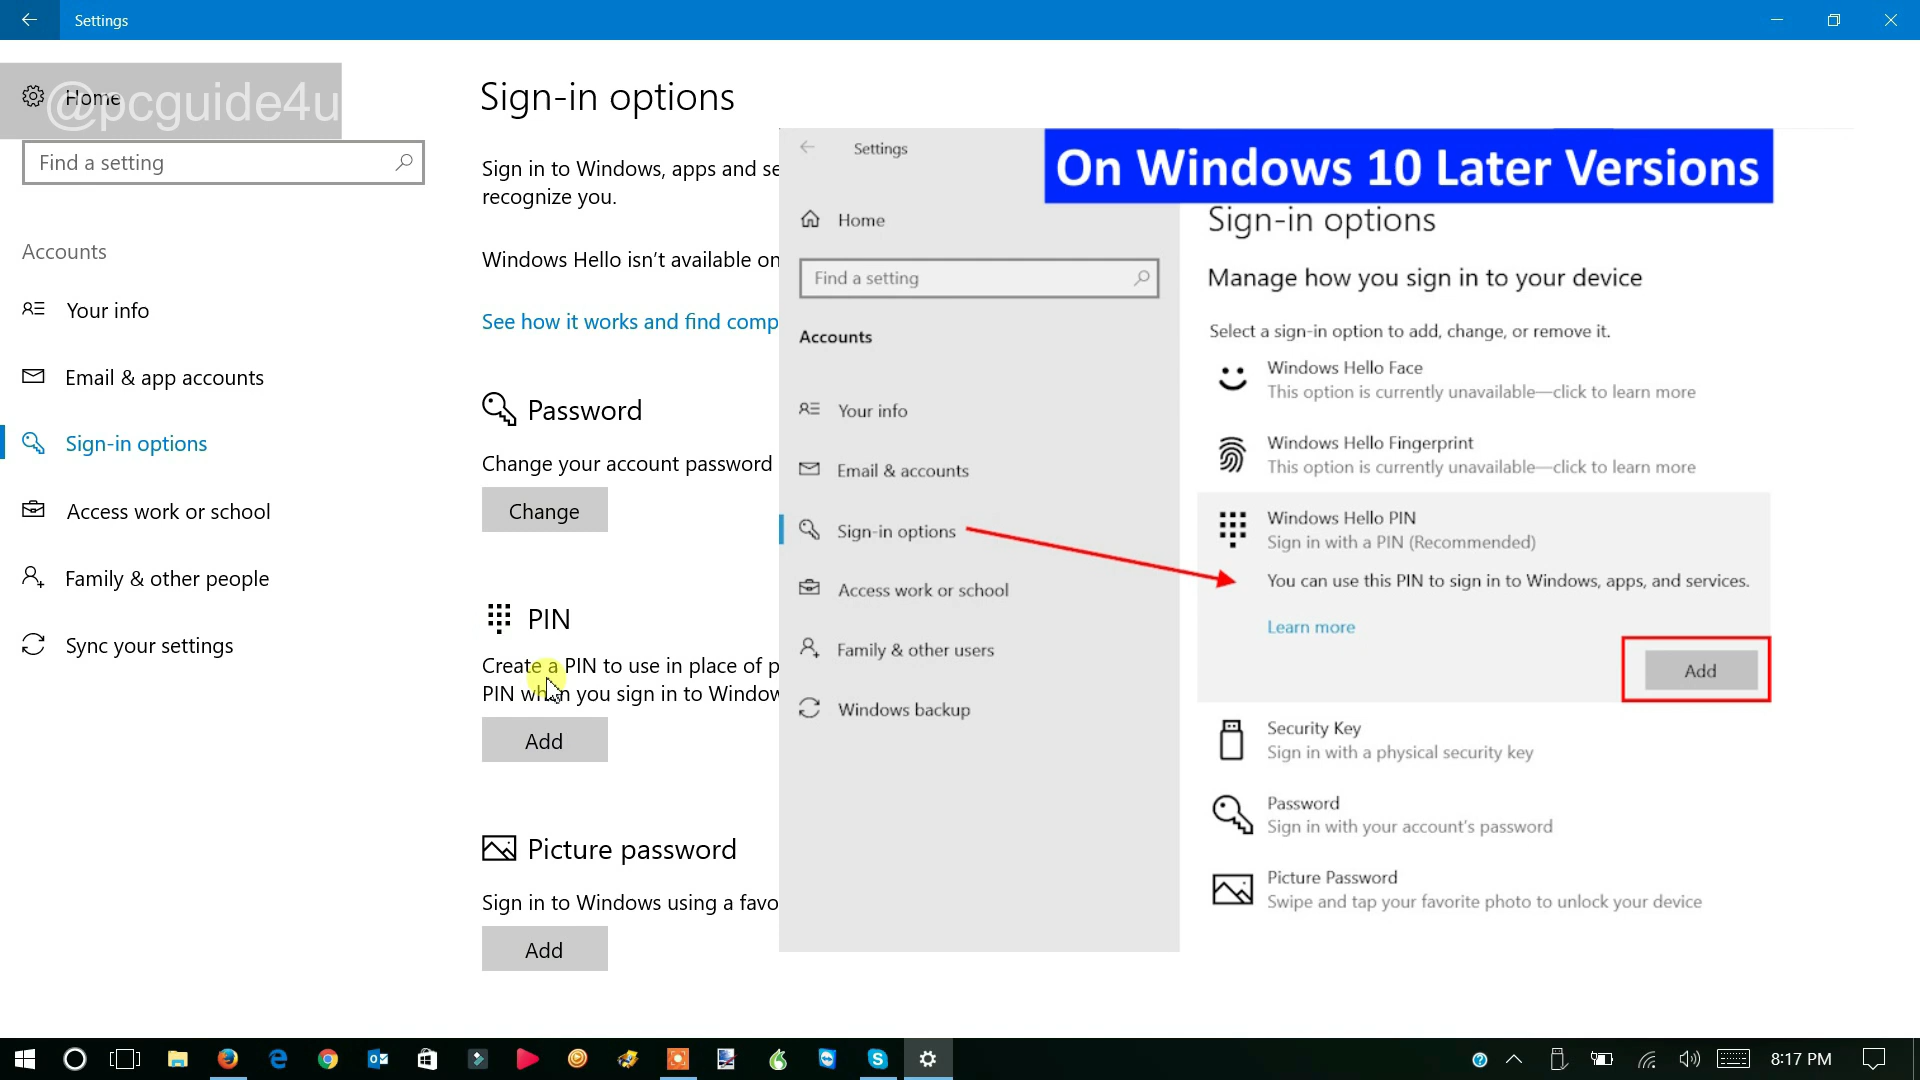 Settings
Home
@pcguide4u
Find a setting
Accounts
Your info
Email & app accounts
Sign-in options
Access work or school
Family & other people
Sync your settings
Sign-in options
Sign in to Windows, apps and se
recognize you.
Windows Hello isn't available on
See how it works and find comp
Password
Change your account password
Change
PIN
Create a PIN to use in place of p
PIN when you sign in to Window
Add
Picture password
Sign in to Windows using a favo
Add
Settings
Home
Find a setting
Accounts
Your info
Email & accounts
Sign-in options
Access work or school
Family & other users
Windows backup
On Windows 10 Later Versions
Sign-in options
Manage how you sign in to your device
Select a sign-in option to add, change, or remove it.
Windows Hello Face
This option is currently unavailable—click to learn more
Windows Hello Fingerprint
This option is currently unavailable—click to learn more
Windows Hello PIN
Sign in with a PIN (Recommended)
You can use this PIN to sign in to Windows, apps, and services.
Learn more
Add
Security Key
Sign in with a physical security key
Password
Sign in with your account's password
Picture Password
Swipe and tap your favorite photo to unlock your device
8:17 PM